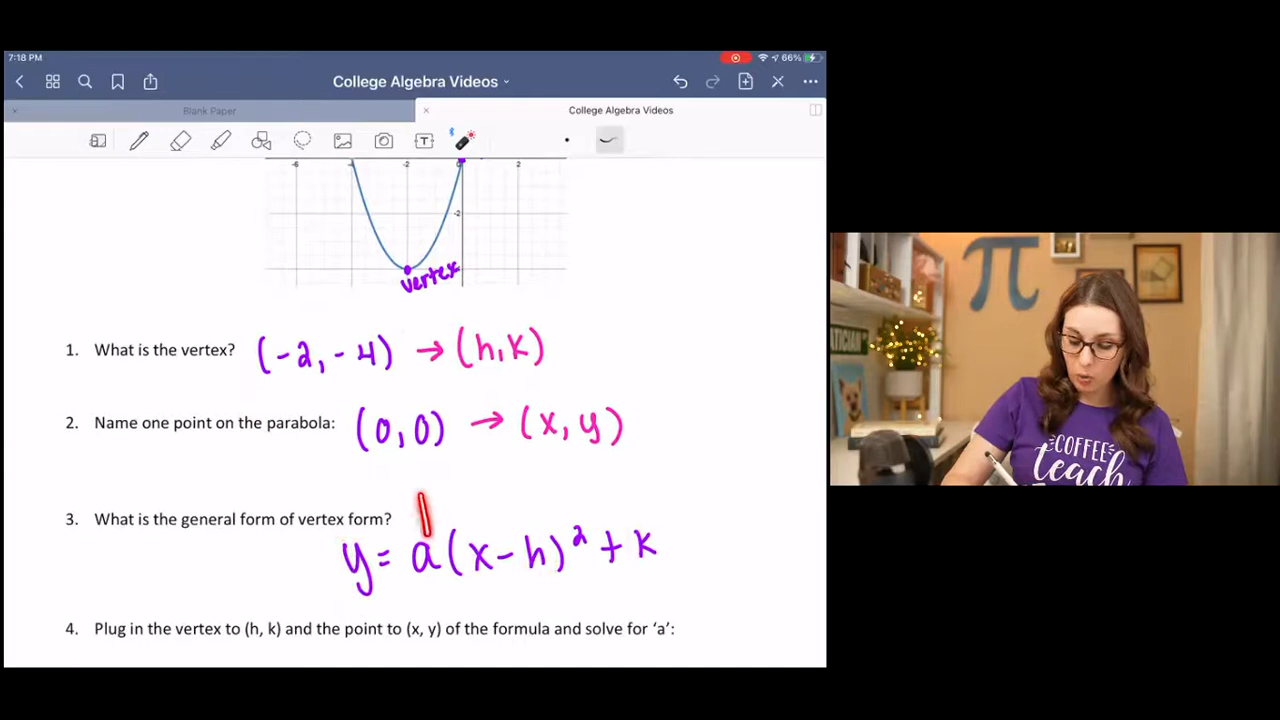 7:18 PM
66%
College Algebra Videos
Blank Paper
College Algebra Videos
-6
-2
0
2
-2
vertex
1. What is the vertex? (-2, -4) → (h, k)
2. Name one point on the parabola: (0, 0) → (x, y)
3. What is the general form of vertex form?
y = a(x-h)² + k
4. Plug in the vertex to (h, k) and the point to (x, y) of the formula and solve for 'a':
COFFEE
teach